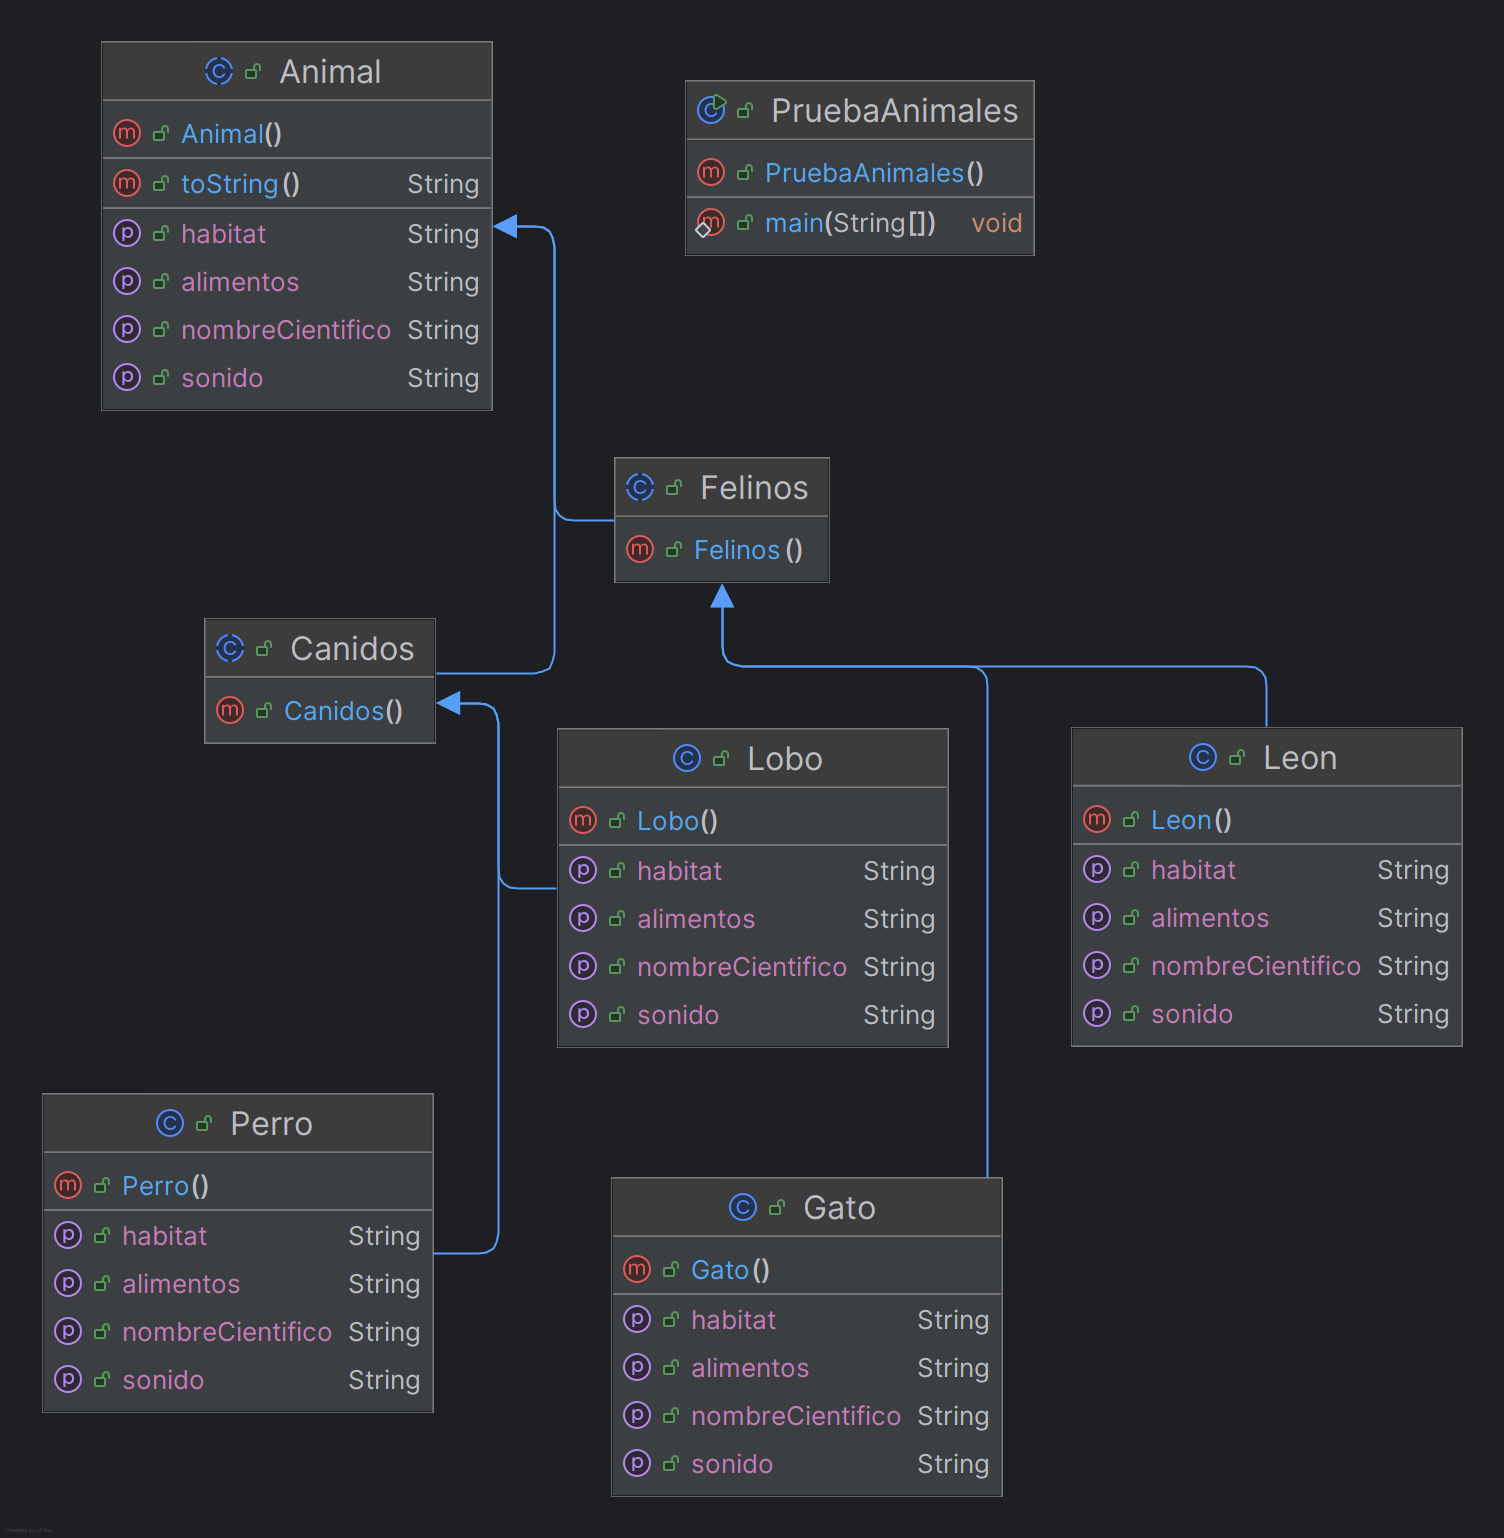 Animal
Animal()
toString() String
habitat String
alimentos String
nombreCientifico String
sonido String
PruebaAnimales
PruebaAnimales()
main(String[]) void
Felinos
Felinos()
Canidos
Canidos()
Lobo
Lobo()
habitat String
alimentos String
nombreCientifico String
sonido String
Leon
Leon()
habitat String
alimentos String
nombreCientifico String
sonido String
Perro
Perro()
habitat String
alimentos String
nombreCientifico String
sonido String
Gato
Gato()
habitat String
alimentos String
nombreCientifico String
sonido String
Powered by yFiles